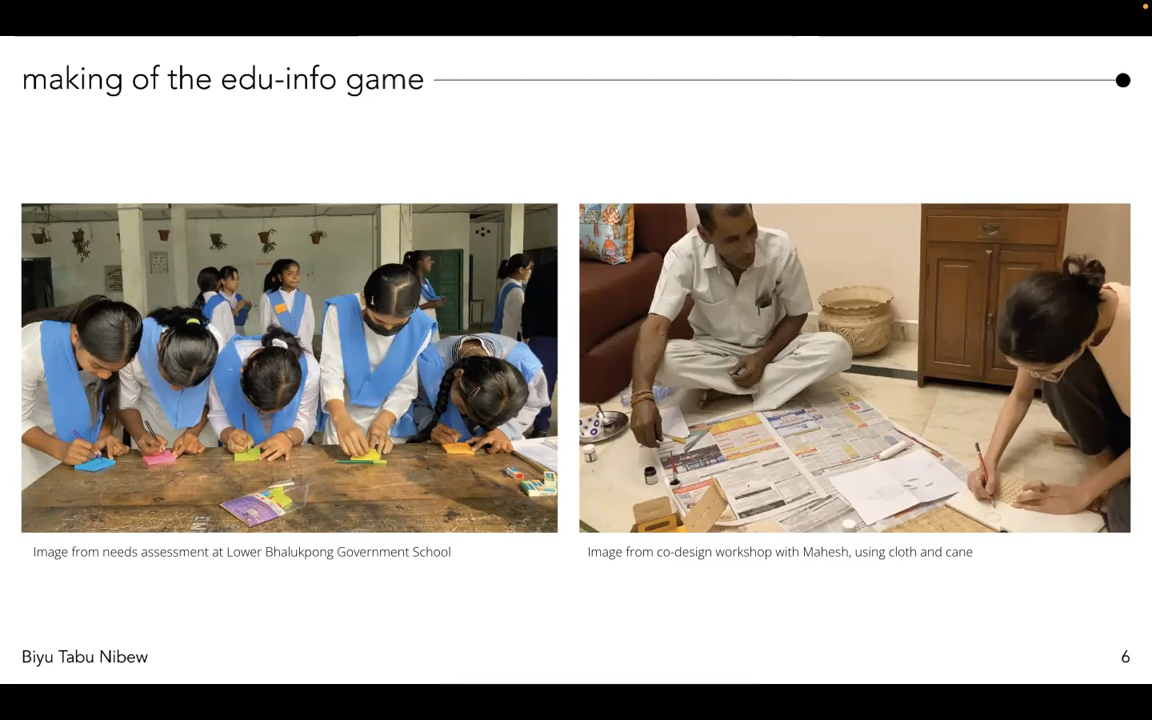 making of the edu-info game
Image from needs assessment at Lower Bhalukpong Government School
Image from co-design workshop with Mahesh, using cloth and cane
Biyu Tabu Nibew
6